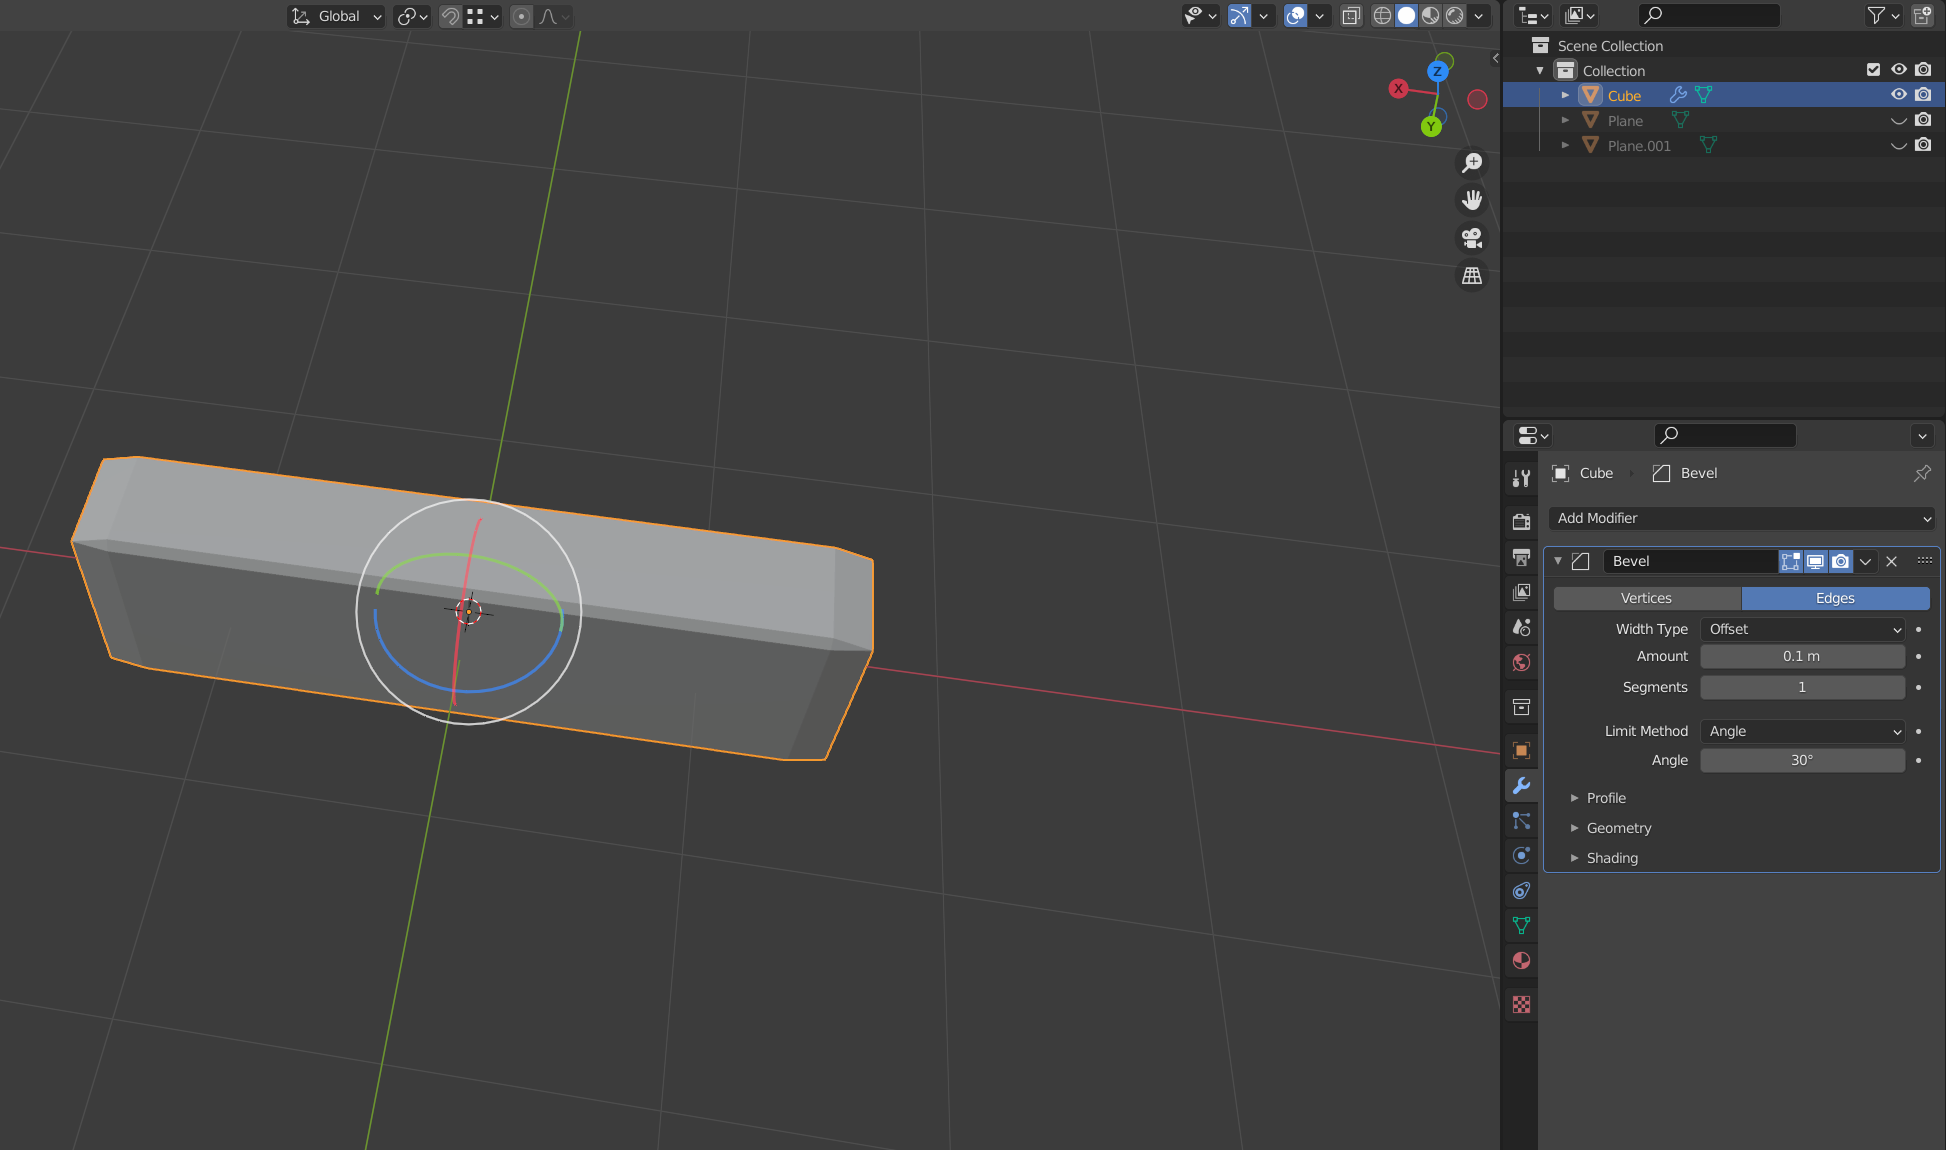 Global
Z
X
Y
Scene Collection
Collection
Cube
Plane
Plane.001
Cube Bevel
Add Modifier
Bevel
Vertices Edges
Width Type Offset
Amount 0.1 m
Segments 1
Limit Method Angle
Angle 30°
Profile
Geometry
Shading